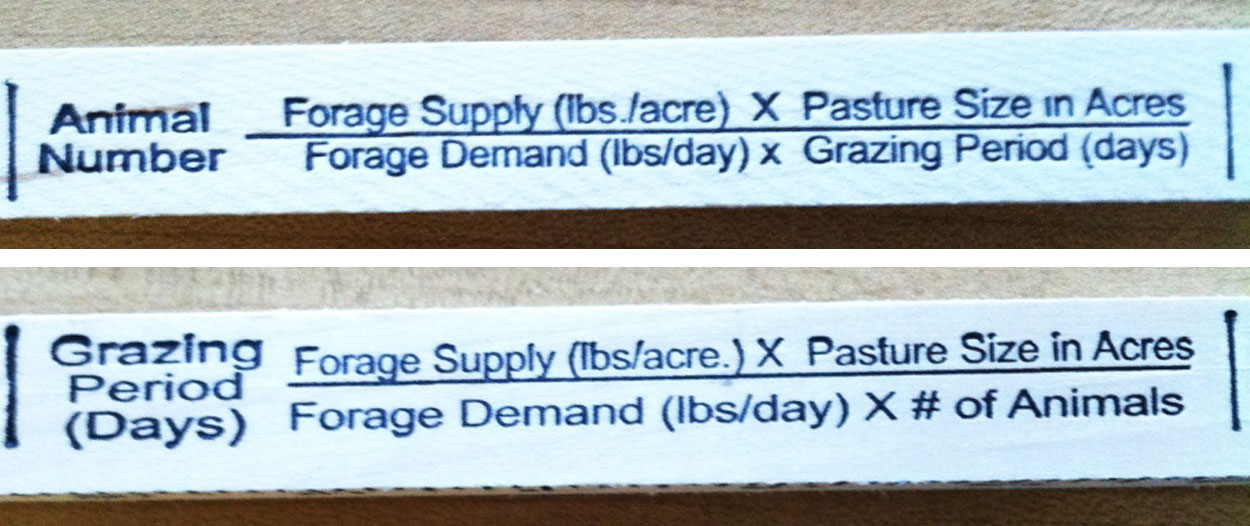 Animal
Number
Forage Supply (lbs./acre) X Pasture Size in Acres
Forage Demand (lbs/day) x Grazing Period (days)
Grazing
Period
(Days)
Forage Supply (lbs/acre.) X Pasture Size in Acres
Forage Demand (lbs/day) X # of Animals